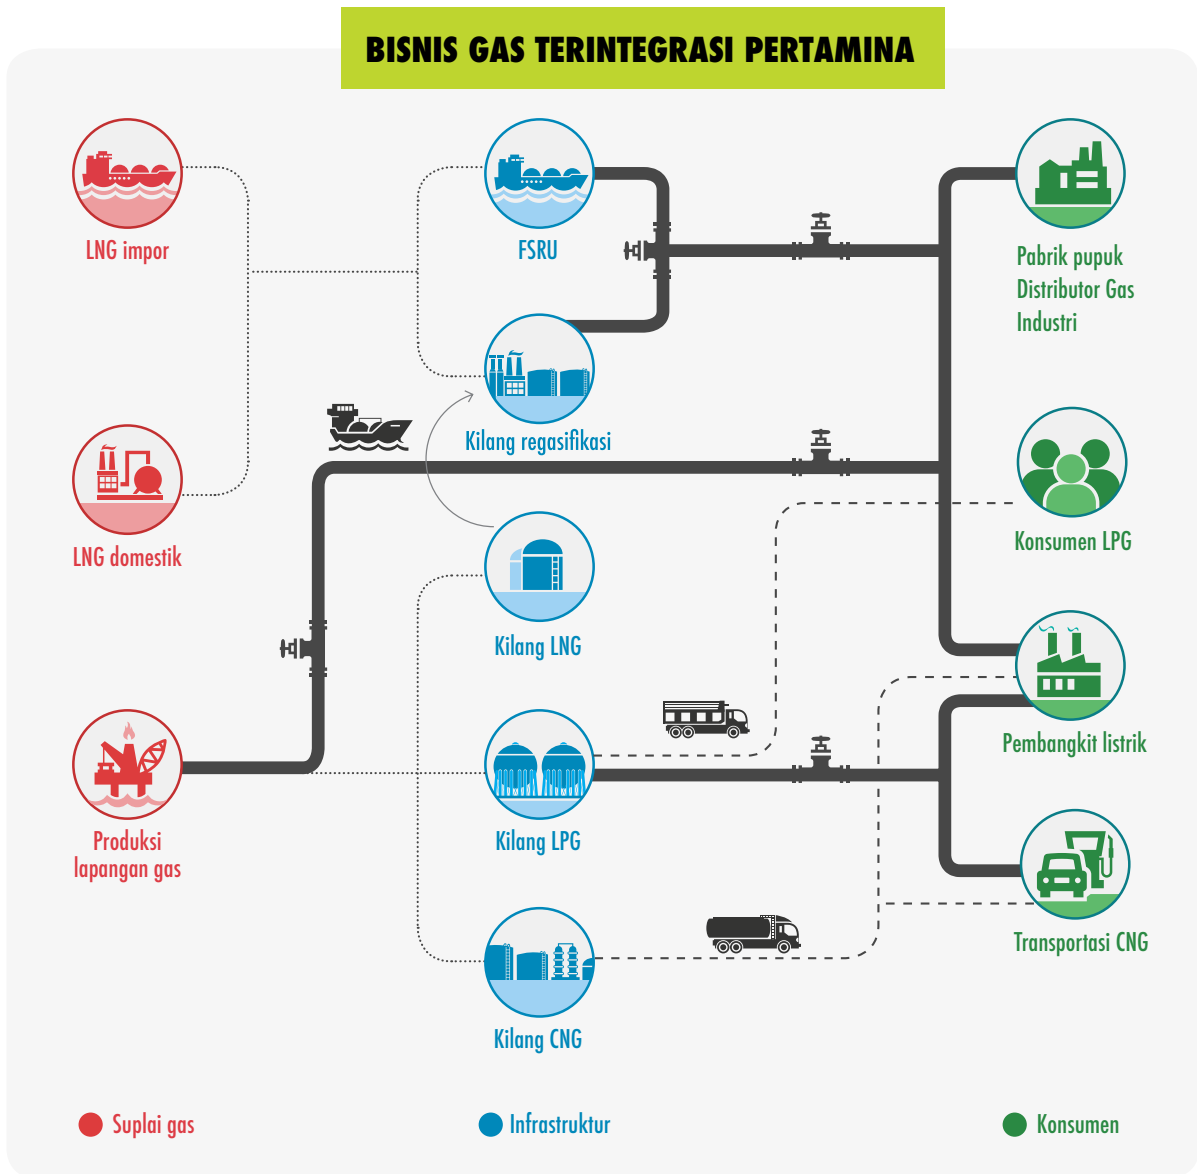 BISNIS GAS TERINTEGRASI PERTAMINA
LNG impor
FSRU
Pabrik pupuk
Distributor Gas
Industri
Kilang regasifikasi
LNG domestik
Konsumen LPG
Kilang LNG
Pembangkit listrik
Produksi
lapangan gas
Kilang LPG
Transportasi CNG
Kilang CNG
Suplai gas
Infrastruktur
Konsumen